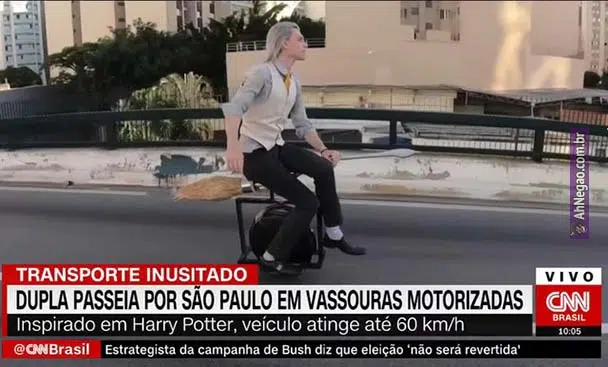 AhNegao.com.br
TRANSPORTE INUSITADO
DUPLA PASSEIA POR SÃO PAULO EM VASSOURAS MOTORIZADAS
Inspirado em Harry Potter, veículo atinge até 60 km/h
VIVO
CNN
BRASIL
10:05
@CNNBrasil
Estrategista da campanha de Bush diz que eleição 'não será revertida'